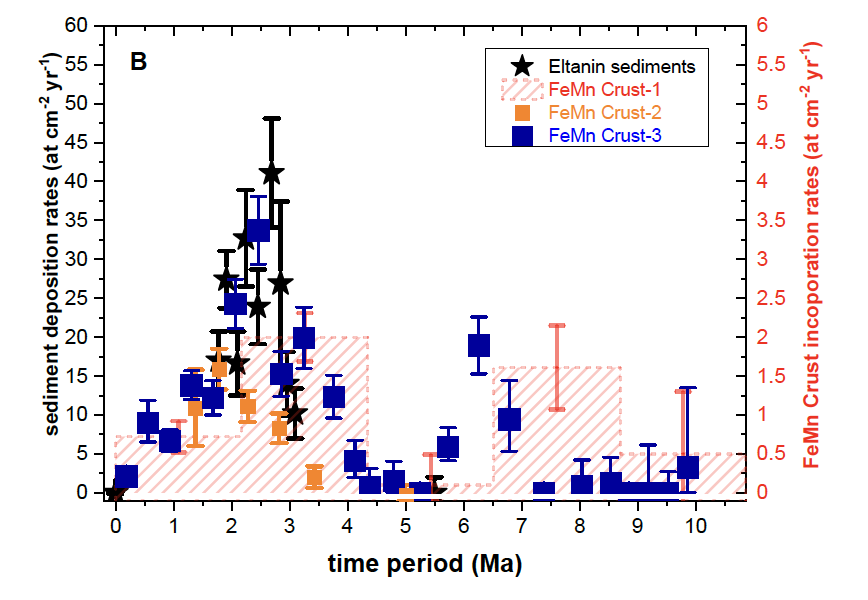 B
Eltanin sediments
FeMn Crust-1
FeMn Crust-2
FeMn Crust-3
sediment deposition rates (at cm-2 yr-1)
60
55
50
45
40
35
30
25
20
15
10
5
0
FeMn Crust incoporation rates (at cm-2 yr-1)
6
5.5
5
4.5
4
3.5
3
2.5
2
1.5
1
0.5
0
0 1 2 3 4 5 6 7 8 9 10
time period (Ma)